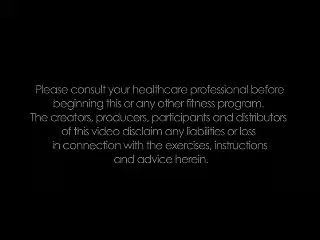 Please consult your healthcare professional before
beginning this or any other fitness program.
The creators, producers, participants and distributors
of this video disclaim any liabilities or loss
in connection with the exercises, instructions
and advice herein.